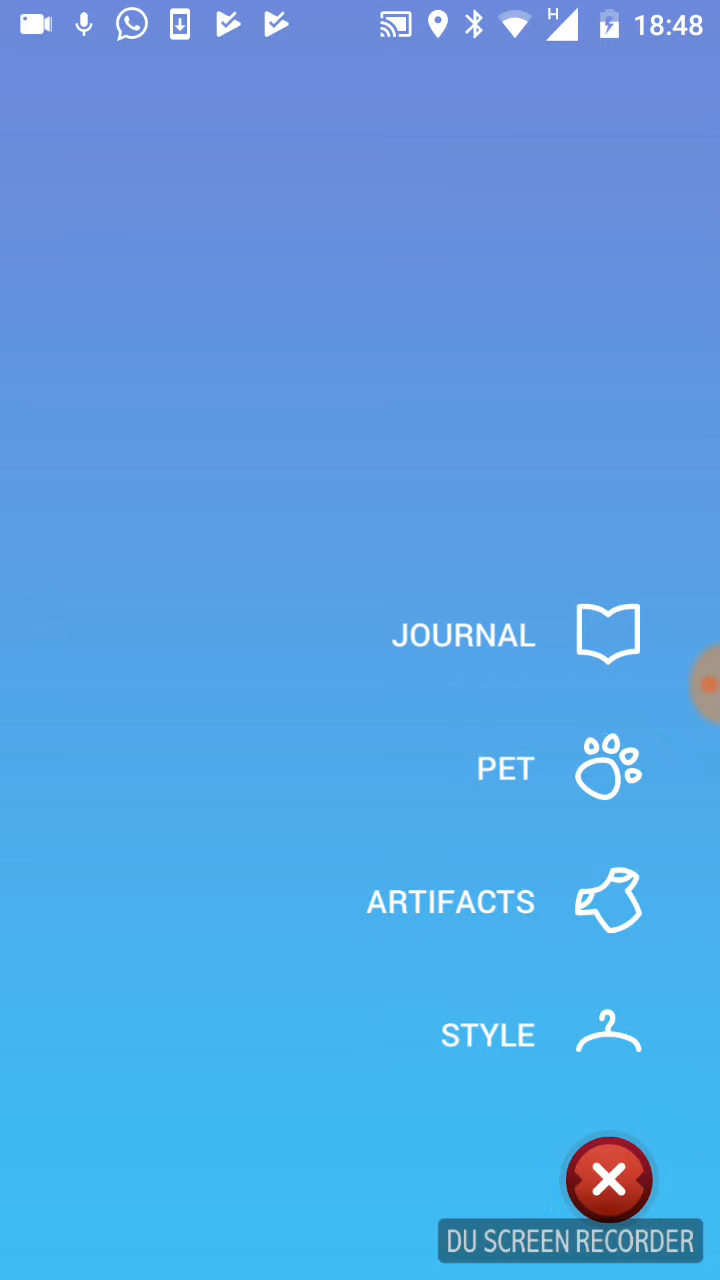 H
18:48
JOURNAL
PET
ARTIFACTS
STYLE
DU SCREEN RECORDER